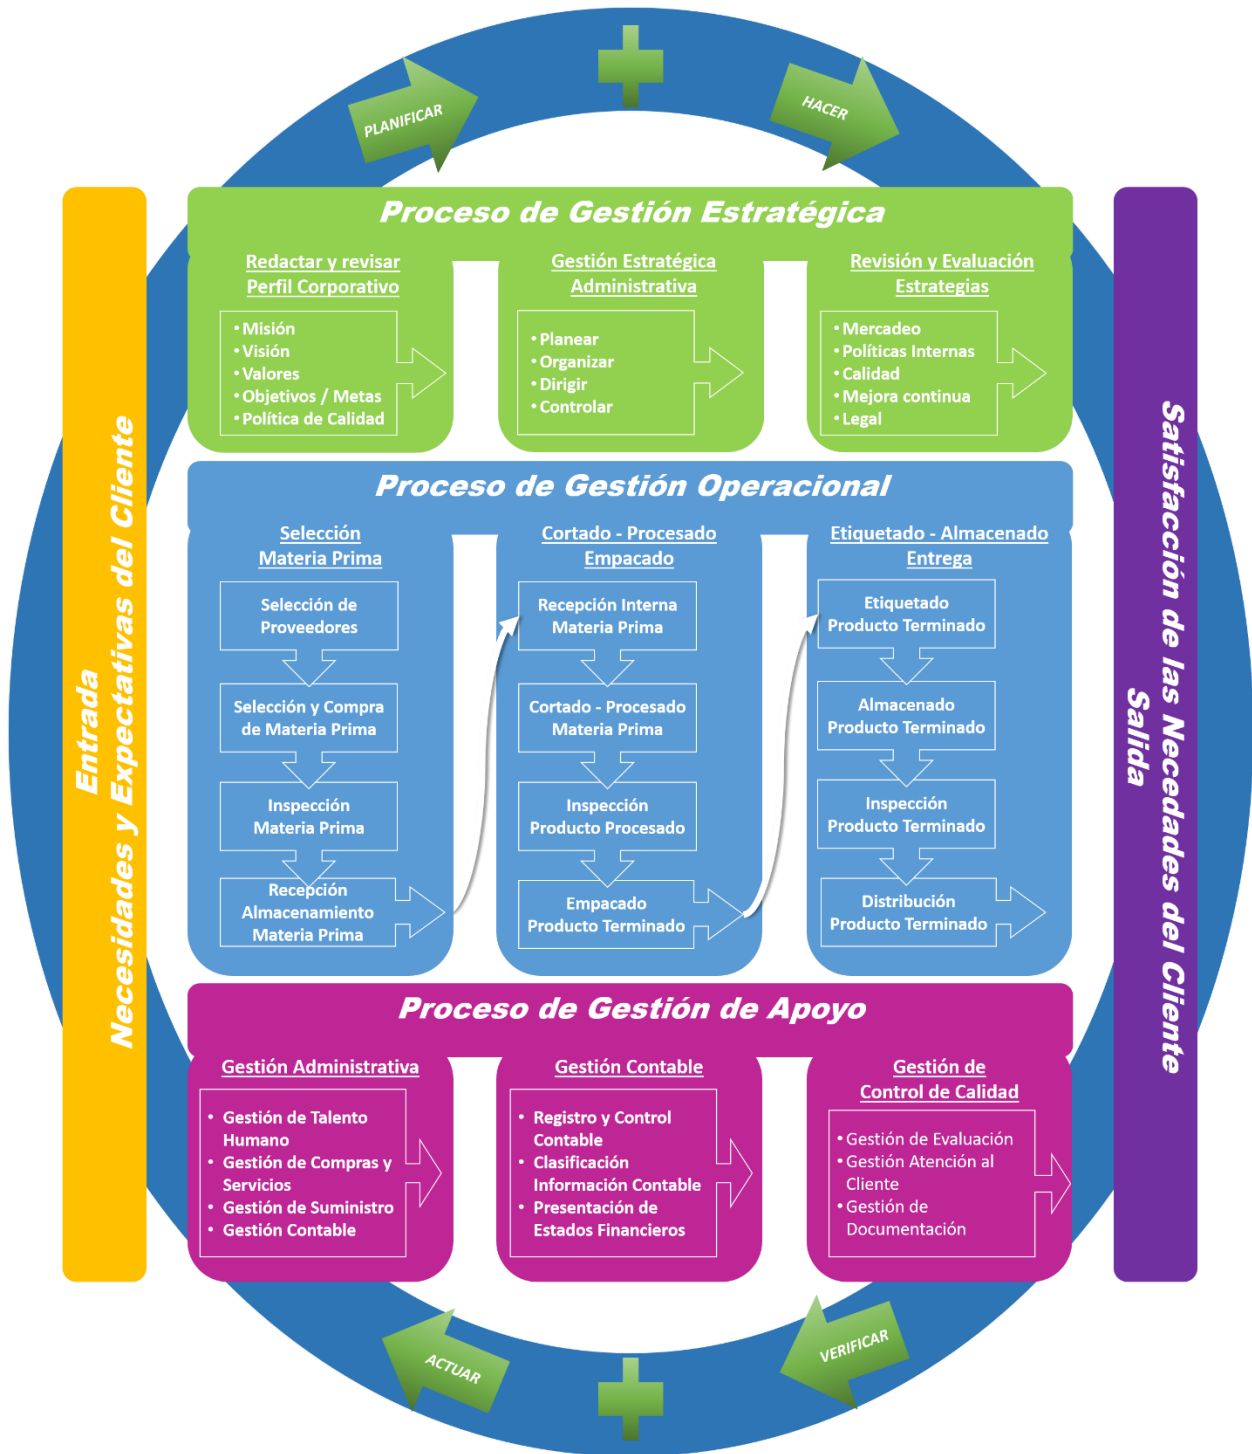 PLANIFICAR
HACER
Entrada
Necesidades y Expectativas del Cliente
Proceso de Gestión Estratégica
Redactar y revisar
Perfil Corporativo
• Misión
• Visión
• Valores
• Objetivos / Metas
• Política de Calidad
Gestión Estratégica
Administrativa
• Planear
• Organizar
• Dirigir
• Controlar
Revisión y Evaluación
Estrategias
• Mercadeo
• Políticas Internas
• Calidad
• Mejora continua
• Legal
Proceso de Gestión Operacional
Selección
Materia Prima
Selección de
Proveedores
Selección y Compra
de Materia Prima
Inspección
Materia Prima
Recepción
Almacenamiento
Materia Prima
Cortado - Procesado
Empacado
Recepción Interna
Materia Prima
Cortado - Procesado
Materia Prima
Inspección
Producto Procesado
Empacado
Producto Terminado
Etiquetado - Almacenado
Entrega
Etiquetado
Producto Terminado
Almacenado
Producto Terminado
Inspección
Producto Terminado
Distribución
Producto Terminado
Proceso de Gestión de Apoyo
Gestión Administrativa
• Gestión de Talento
Humano
• Gestión de Compras y
Servicios
• Gestión de Suministro
• Gestión Contable
Gestión Contable
• Registro y Control
Contable
• Clasificación
Información Contable
• Presentación de
Estados Financieros
Gestión de
Control de Calidad
• Gestión de Evaluación
• Gestión Atención al
Cliente
• Gestión de
Documentación
Satisfacción de las Necedades del Cliente
Salida
ACTUAR
VERIFICAR